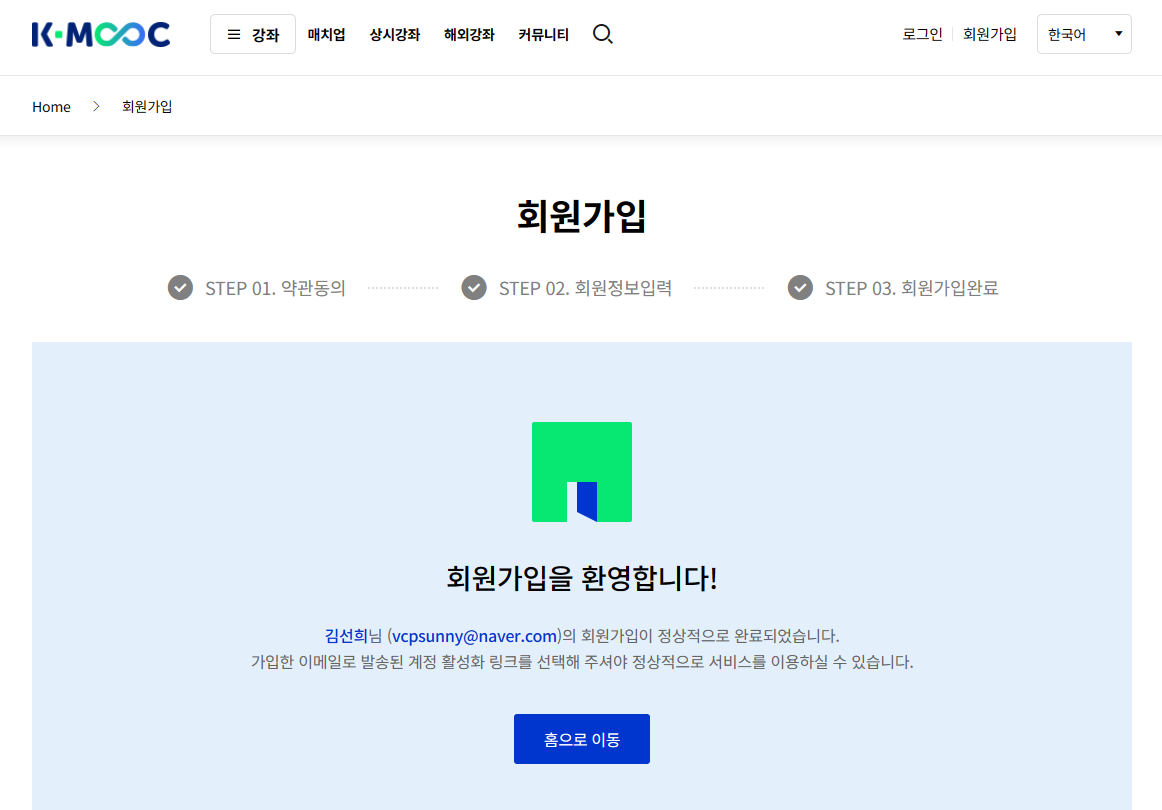 K-MOOC
강좌 매치업 상시강좌 해외강좌 커뮤니티 로그인 회원가입 한국어
Home > 회원가입
회원가입
STEP 01. 약관동의 STEP 02. 회원정보입력 STEP 03. 회원가입완료
회원가입을 환영합니다!
김선희님 (vcpsunny@naver.com)의 회원가입이 정상적으로 완료되었습니다.
가입한 이메일로 발송된 계정 활성화 링크를 선택해 주셔야 정상적으로 서비스를 이용하실 수 있습니다.
홈으로 이동